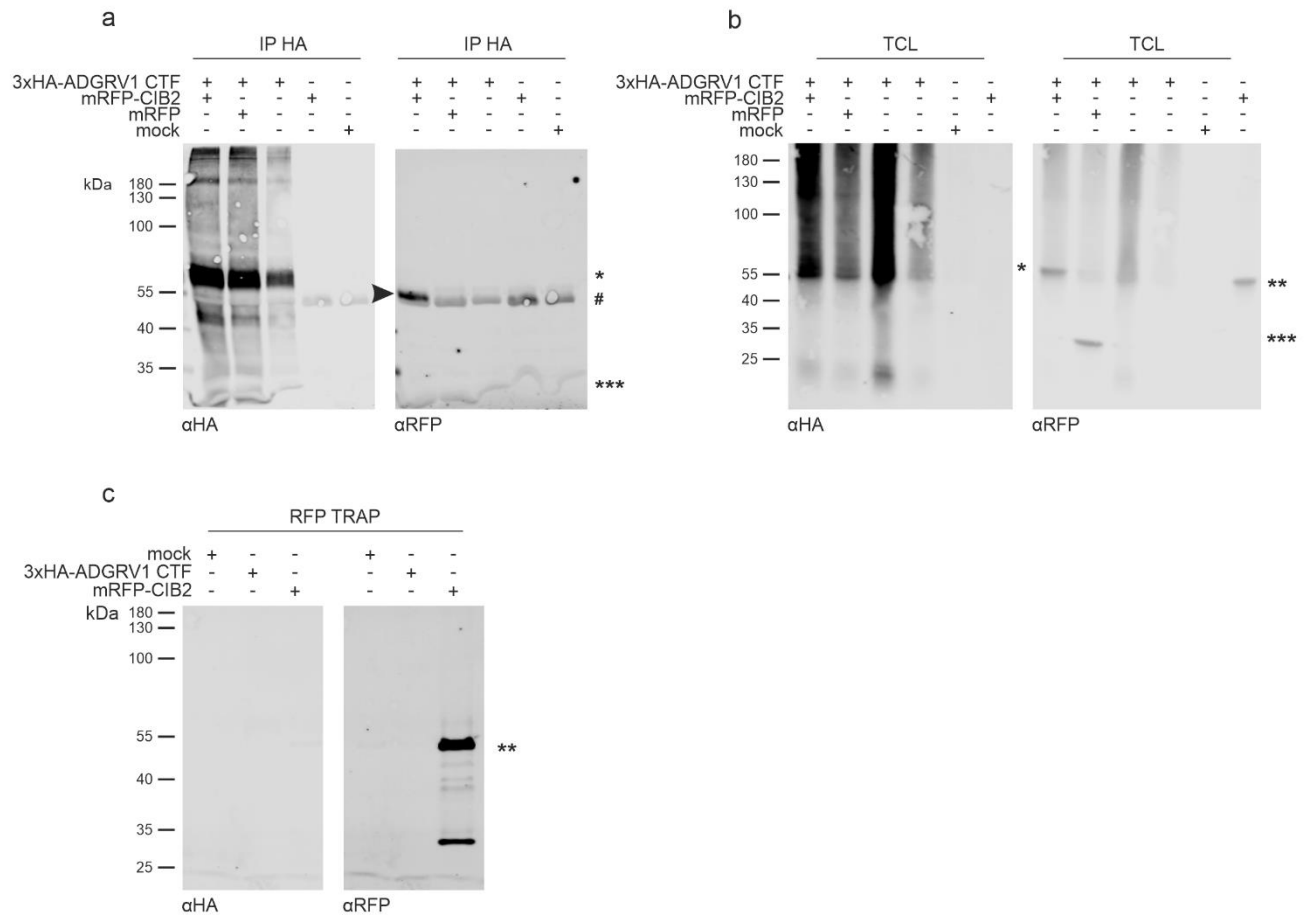 a
IP HA IP HA
3xHA-ADGRV1 CTF + + + - - + + + - -
mRFP-CIB2 + - - + - + - - + -
mRFP - + - - - - + - - -
mock - - - - + - - - - +
kDa
180
130
100
55
40
35
*
#
***
αHA αRFP
b
TCL TCL
3xHA-ADGRV1 CTF + + + + - - + + + + - -
mRFP-CIB2 + - - - - + + - - - - +
mRFP - + - - - - - + - - - -
mock - - - - + - - - - - + -
180
130
100
55
40
35
25
*
**
***
αHA αRFP
c
RFP TRAP
mock + - - + - -
3xHA-ADGRV1 CTF - + - - + -
mRFP-CIB2 - - + - - +
kDa
180
130
100
55
40
35
25
**
αHA αRFP